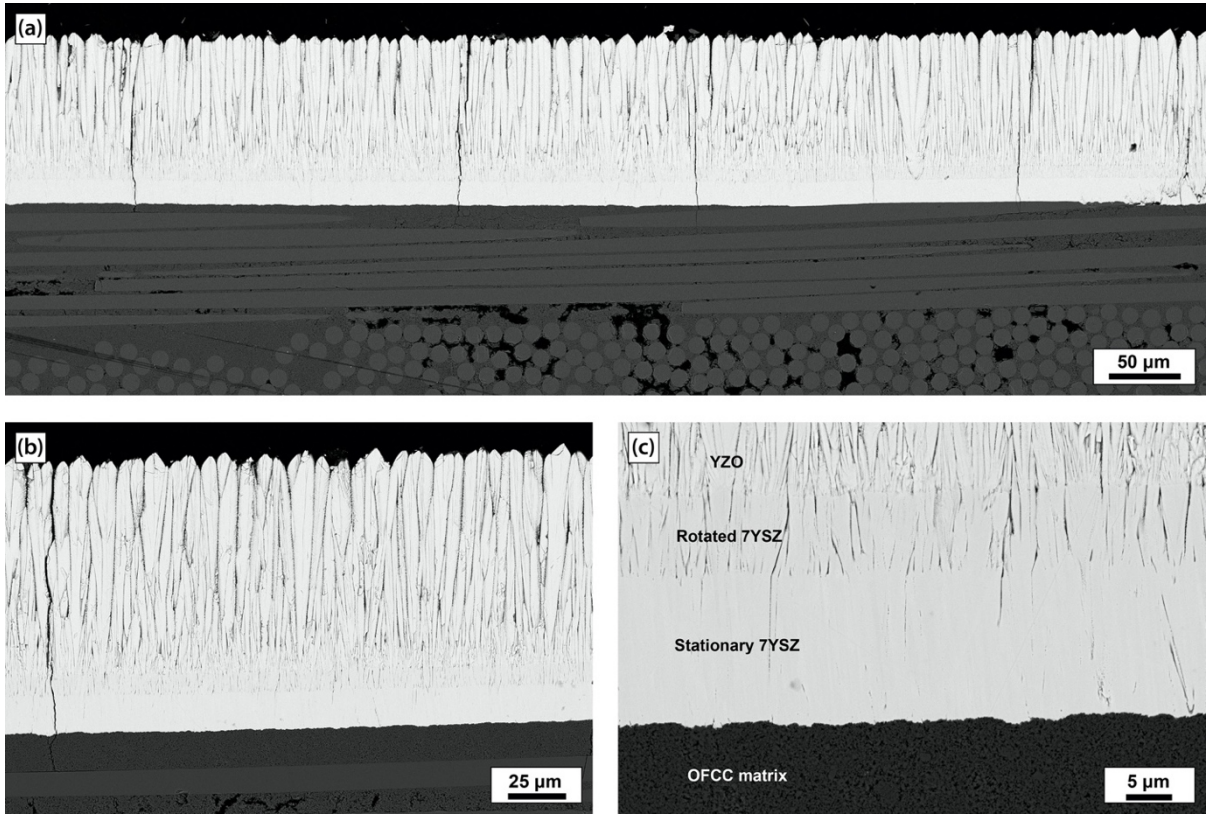 (a)
50 µm
(b)
25 µm
(c)
YZO
Rotated 7YSZ
Stationary 7YSZ
OFCC matrix
5 µm